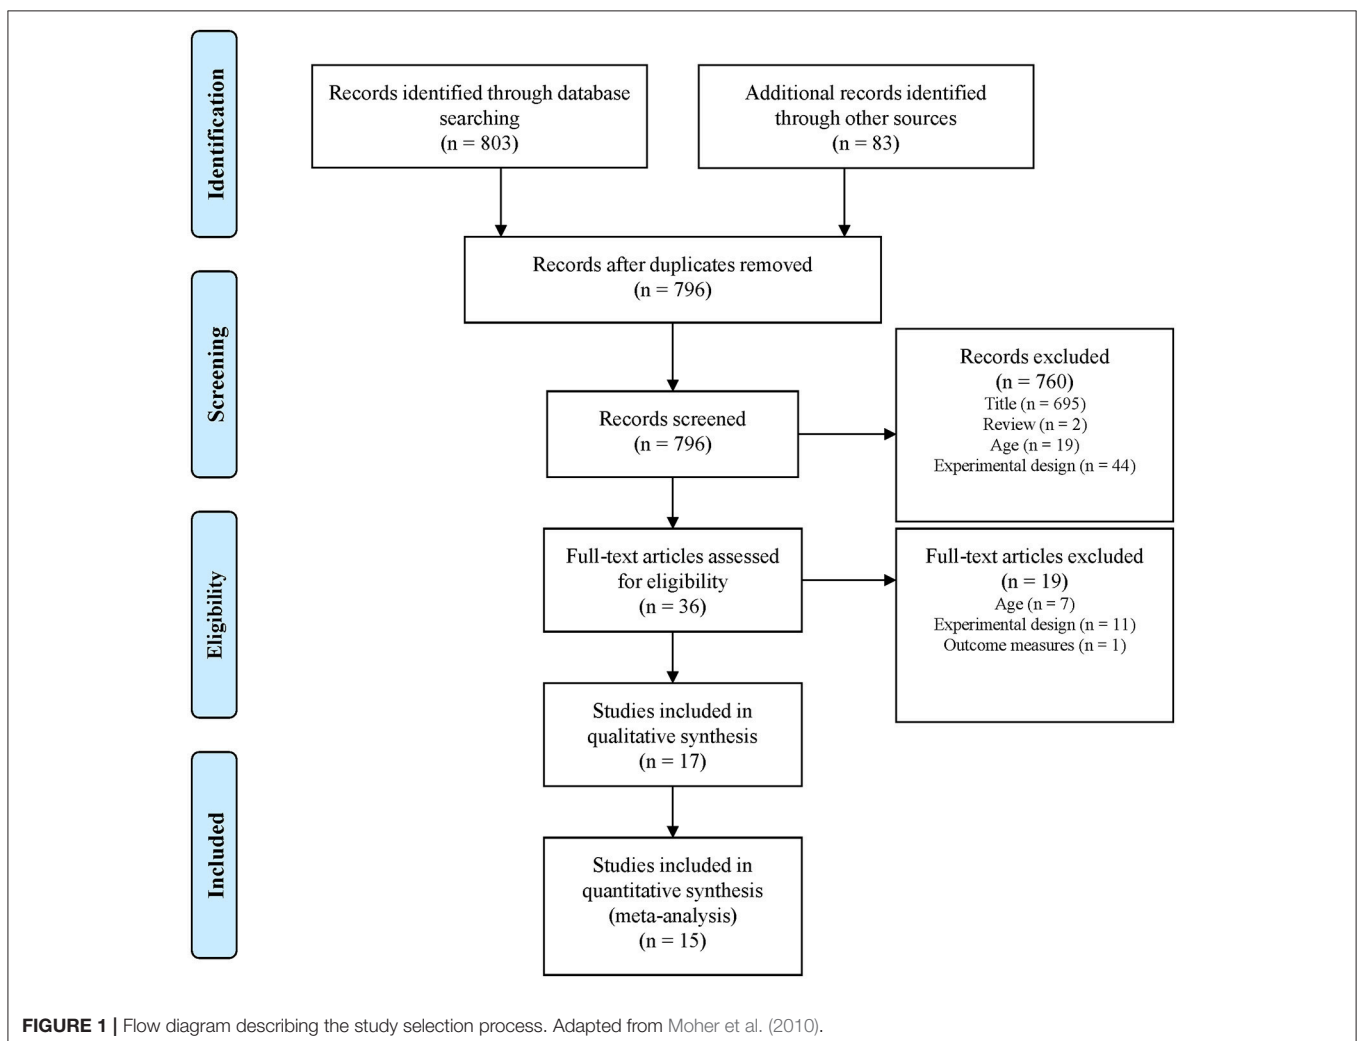 Identification
Records identified through database
searching
(n = 803)
Additional records identified
through other sources
(n = 83)
Records after duplicates removed
(n = 796)
Screening
Records screened
(n = 796)
Records excluded
(n = 760)
Title (n = 695)
Review (n = 2)
Age (n = 19)
Experimental design (n = 44)
Eligibility
Full-text articles assessed
for eligibility
(n = 36)
Full-text articles excluded
(n = 19)
Age (n = 7)
Experimental design (n = 11)
Outcome measures (n = 1)
Studies included in
qualitative synthesis
(n = 17)
Included
Studies included in
quantitative synthesis
(meta-analysis)
(n = 15)
FIGURE 1 | Flow diagram describing the study selection process. Adapted from Moher et al. (2010).